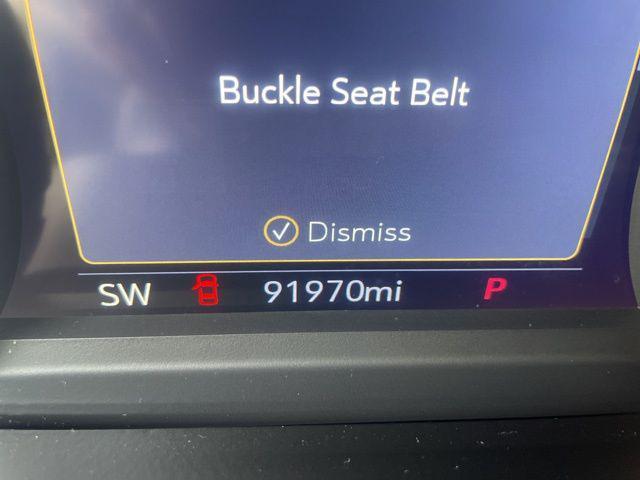 Buckle Seat Belt
Dismiss
SW 91970mi P